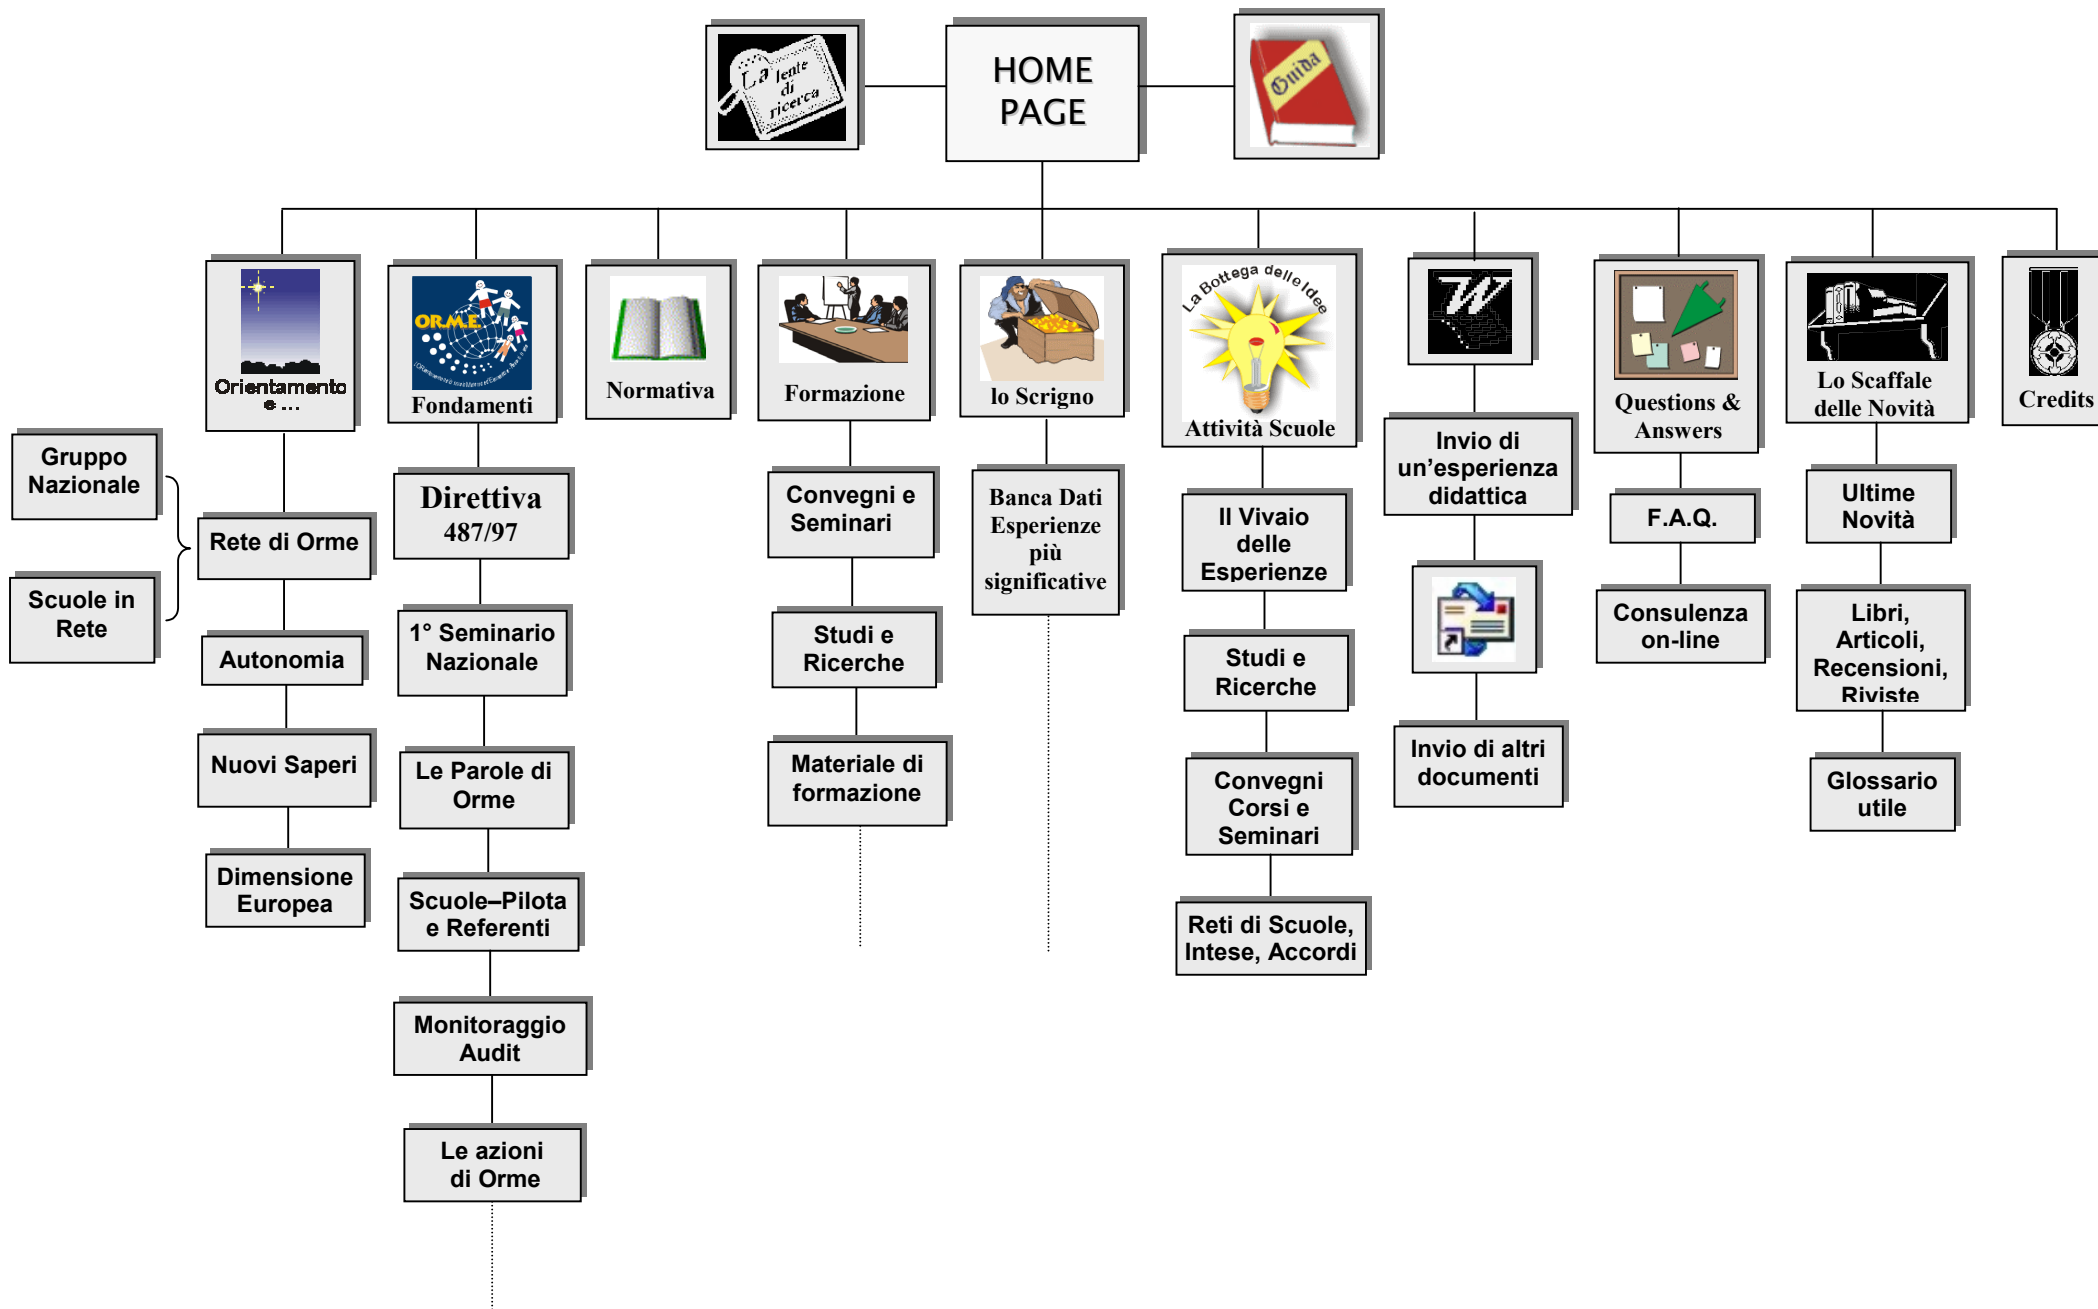 La lente
di
ricerca
HOME
PAGE
Guida
Orientamento
e ...
O.R.M.E.
Fondamenti
Normativa
Formazione
lo Scrigno
La Bottega delle Idee
Attività Scuole
W
Questions &
Answers
Lo Scaffale
delle Novità
Credits
Gruppo
Nazionale
Scuole in
Rete
Rete di Orme
Autonomia
Nuovi Saperi
Dimensione
Europea
Direttiva
487/97
1° Seminario
Nazionale
Le Parole di
Orme
Scuole–Pilota
e Referenti
Monitoraggio
Audit
Le azioni
di Orme
Convegni e
Seminari
Studi e
Ricerche
Materiale di
formazione
Banca Dati
Esperienze
più
significative
Il Vivaio
delle
Esperienze
Studi e
Ricerche
Convegni
Corsi e
Seminari
Reti di Scuole,
Intese, Accordi
Invio di
un’esperienza
didattica
Invio di altri
documenti
F.A.Q.
Consulenza
on-line
Ultime
Novità
Libri,
Articoli,
Recensioni,
Riviste
Glossario
utile